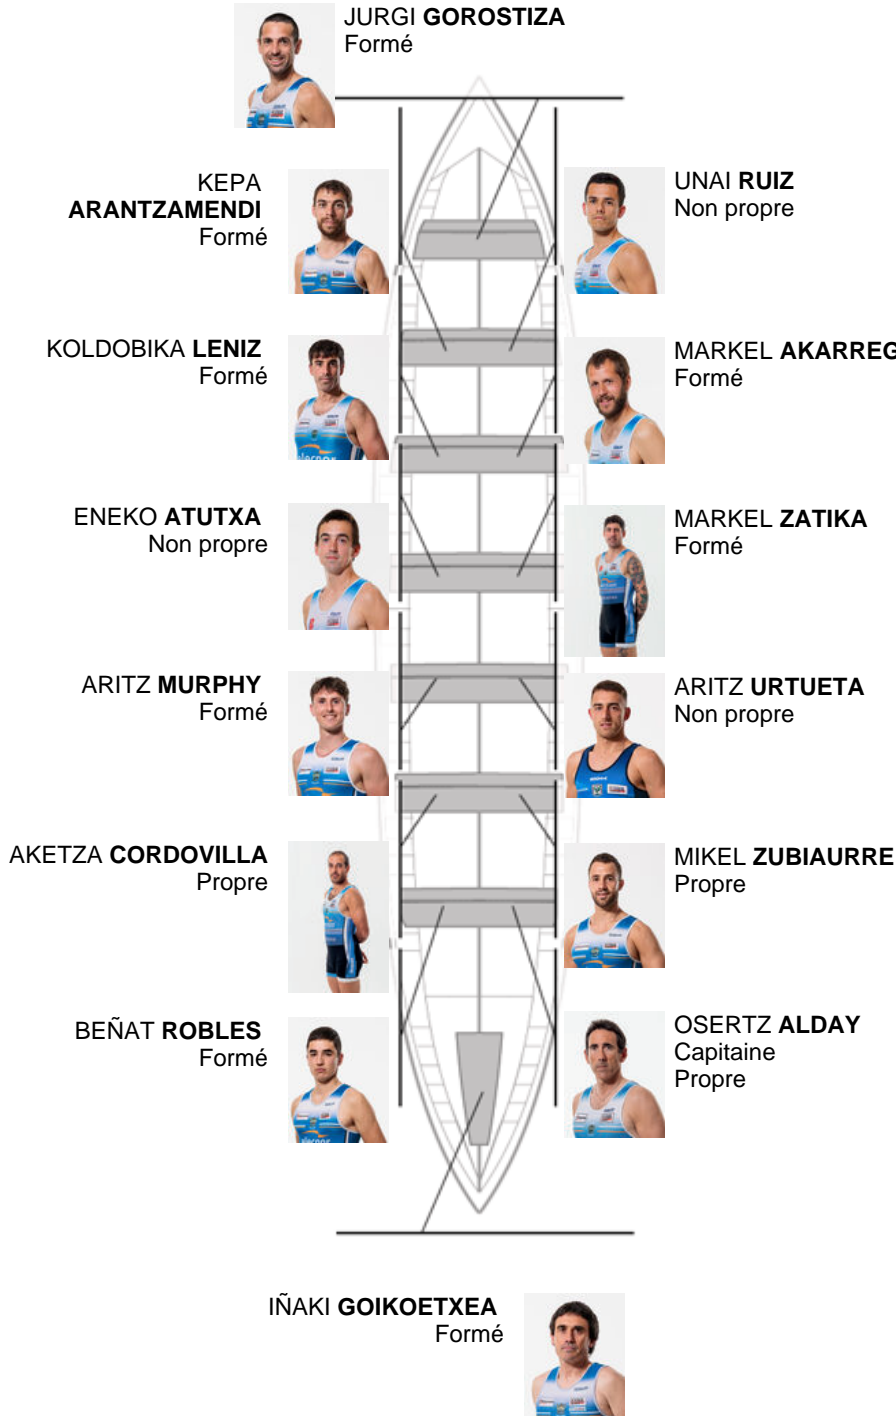 JURGI GOROSTIZA
Formé
KEPA
ARANTZAMENDI
Formé
UNAI RUIZ
Non propre
KOLDOBIKA LENIZ
Formé
MARKEL AKARREG
Formé
ENEKO ATUTXA
Non propre
MARKEL ZATIKA
Formé
ARITZ MURPHY
Formé
ARITZ URTUETA
Non propre
AKETZA CORDOVILLA
Propre
MIKEL ZUBIAURRE
Propre
BEÑAT ROBLES
Formé
OSERTZ ALDAY
Capitaine
Propre
IÑAKI GOIKOETXEA
Formé